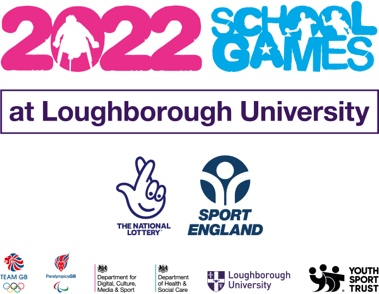 2022 SCHOOL
GAMES
at Loughborough University
THE NATIONAL
LOTTERY
SPORT
ENGLAND
TEAM GB
ParalympicsGB
Department for
Digital, Culture,
Media & Sport
Department of
Health &
Social Care
Loughborough
University
YOUTH
SPORT
TRUST